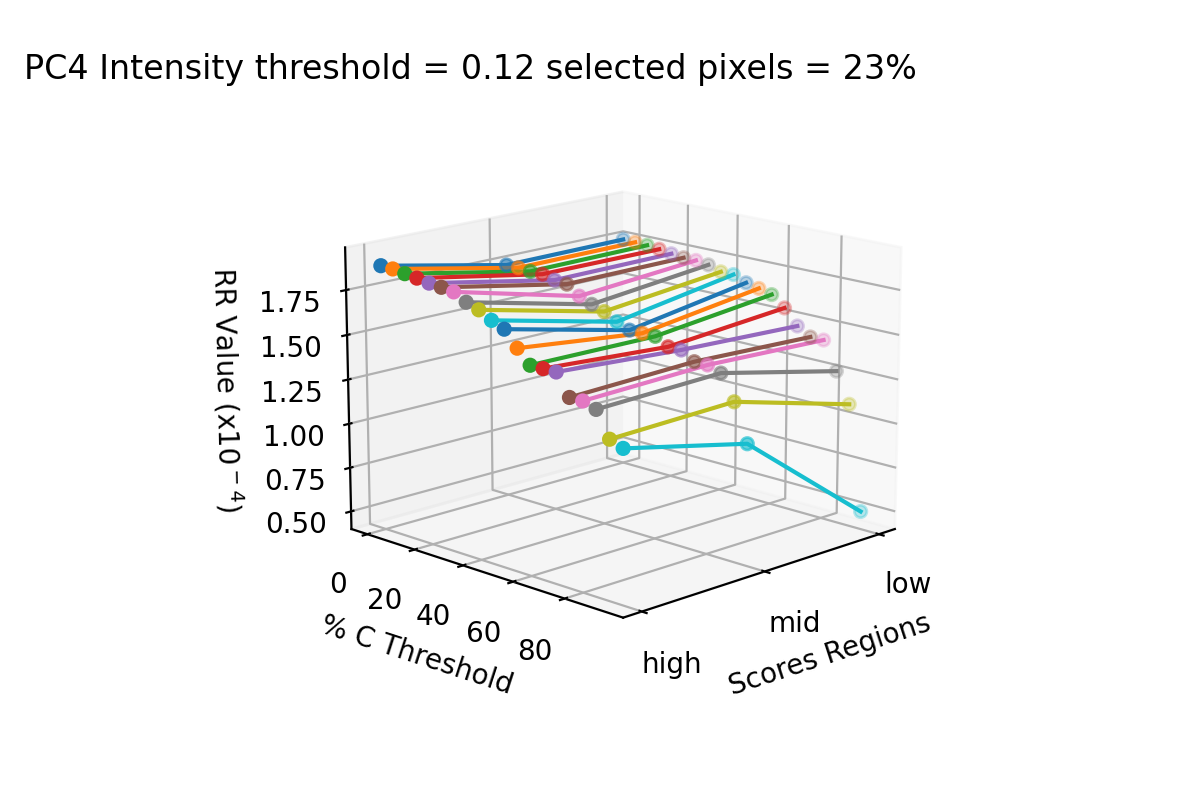 PC4 Intensity threshold = 0.12 selected pixels = 23%
RR Value (x10⁻⁴)
1.75
1.50
1.25
1.00
0.75
0.50
0
20
40
60
80
% C Threshold
high
mid
low
Scores Regions